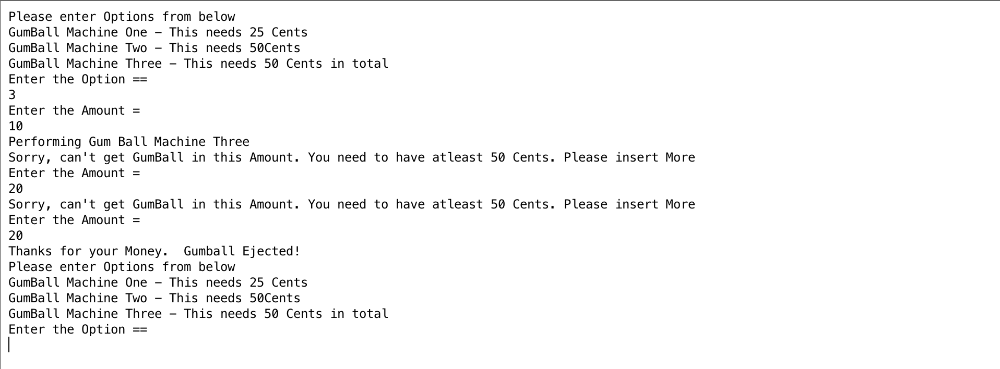 Please enter Options from below
GumBall Machine One – This needs 25 Cents
GumBall Machine Two – This needs 50Cents
GumBall Machine Three – This needs 50 Cents in total
Enter the Option ==
3
Enter the Amount =
10
Performing Gum Ball Machine Three
Sorry, can't get GumBall in this Amount. You need to have atleast 50 Cents. Please insert More
Enter the Amount =
20
Sorry, can't get GumBall in this Amount. You need to have atleast 50 Cents. Please insert More
Enter the Amount =
20
Thanks for your Money.  Gumball Ejected!
Please enter Options from below
GumBall Machine One – This needs 25 Cents
GumBall Machine Two – This needs 50Cents
GumBall Machine Three – This needs 50 Cents in total
Enter the Option ==